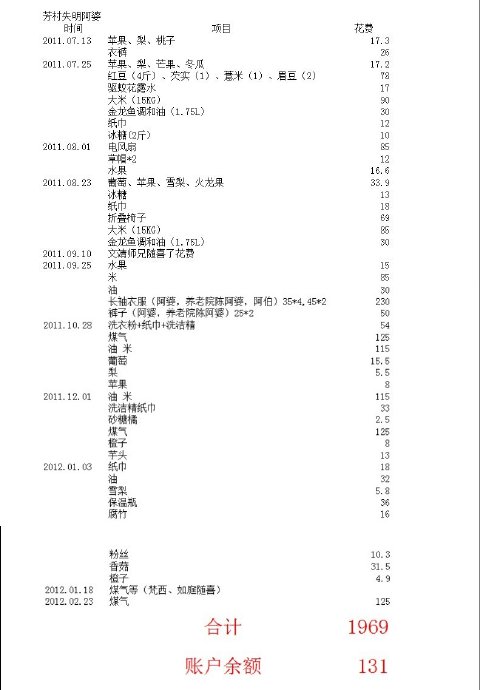 芳村失明阿婆
时间 项目 花费
2011.07.13 苹果、梨、桃子 17.3
衣裤 26
2011.07.25 苹果、梨、芒果、冬瓜 17.2
红豆（4斤）、芡实（1）、薏米（1）、眉豆（2） 78
驱蚊花露水 17
大米（15KG） 90
金龙鱼调和油（1.75L） 30
纸巾 12
冰糖(2斤) 10
2011.08.01 电风扇 85
草帽*2 12
水果 16.6
2011.08.23 葡萄、苹果、雪梨、火龙果 33.9
冰糖 13
纸巾 18
折叠椅子 69
大米（15KG） 85
金龙鱼调和油（1.75L） 30
2011.09.10 文婧师兄随喜了花费
2011.09.25 水果 15
米 85
油 30
长袖衣服（阿婆，养老院陈阿婆，阿伯）35*4,45*2 230
裤子（阿婆，养老院陈阿婆）25*2 50
2011.10.28 洗衣粉+纸巾+洗洁精 54
煤气 125
油 米 115
葡萄 15.5
梨 5.5
苹果 8
2011.12.01 油 米 115
洗洁精纸巾 33
砂糖橘 2.5
煤气 125
橙子 8
芋头 13
2012.01.03 纸巾 18
油 32
雪梨 5.8
保温瓶 36
腐竹 16
粉丝 10.3
香菇 31.5
橙子 4.9
2012.01.18 煤气等（梵西、如庭随喜）
2012.02.23 煤气 125
合计 1969
账户余额 131